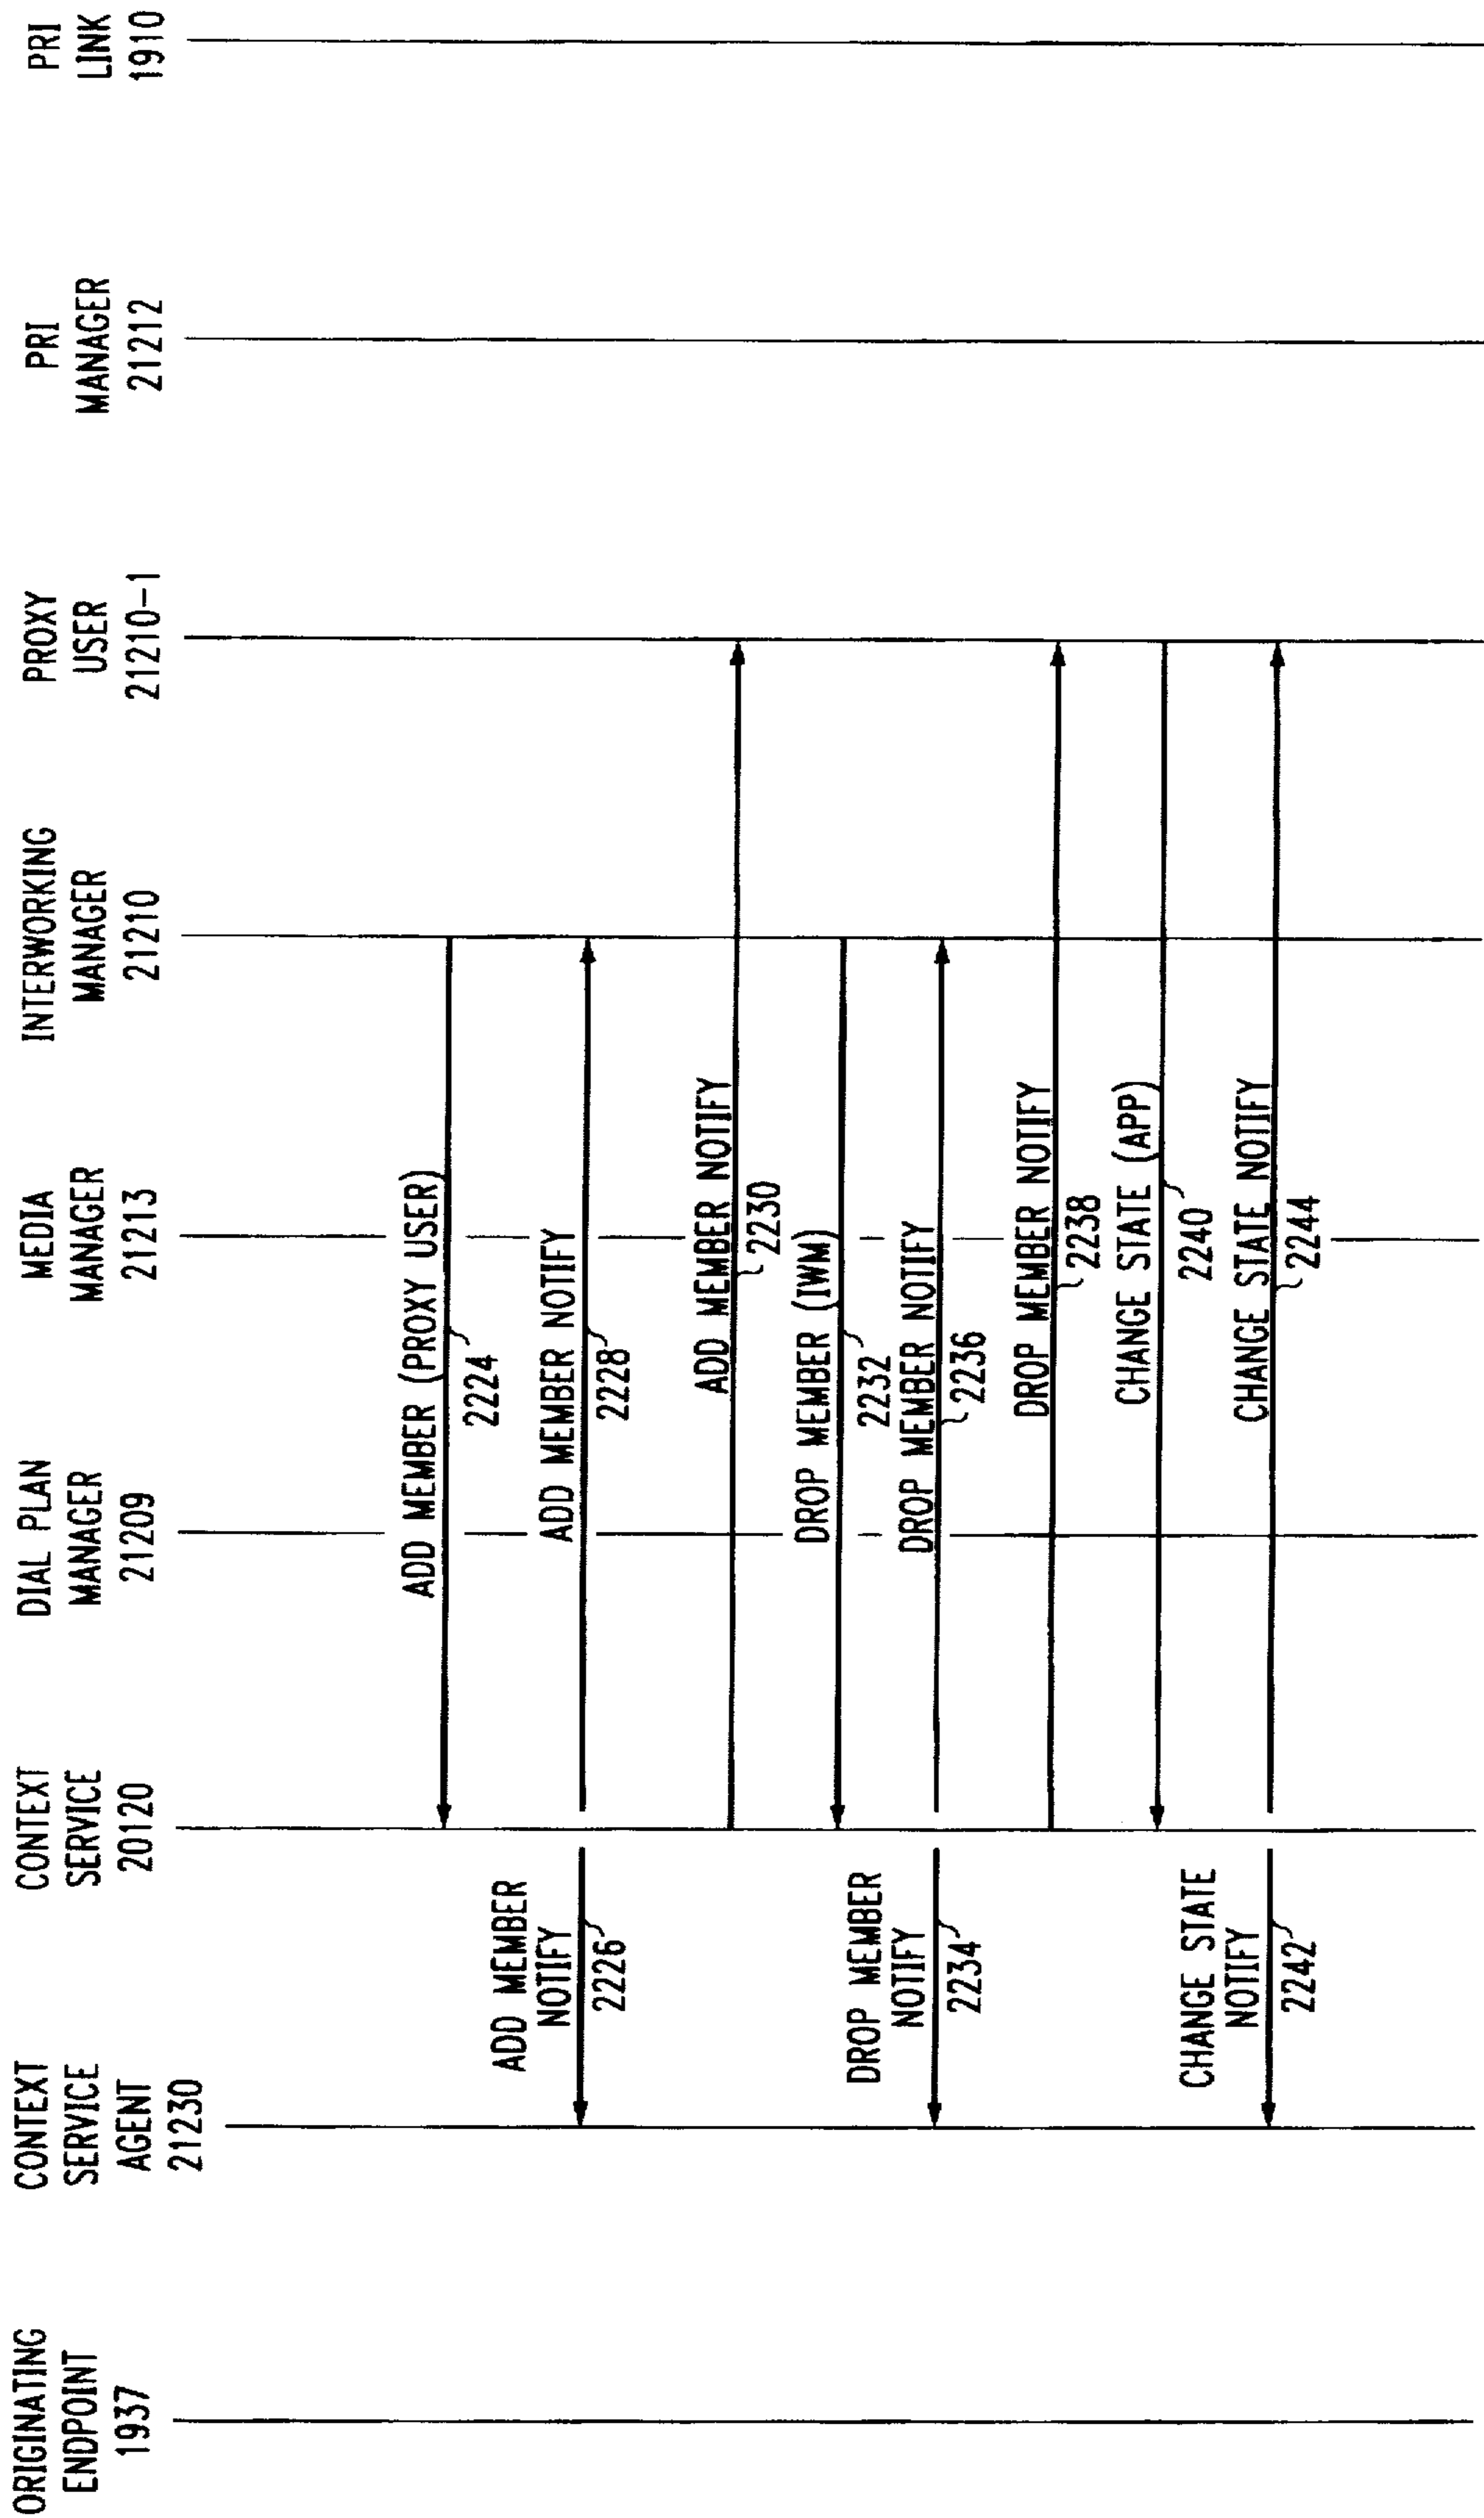 ORIGINATING
ENDPOINT
1937
CONTEXT
SERVICE
AGENT
21230
CONTEXT
SERVICE
20120
DIAL PLAN
MANAGER
21209
MEDIA
MANAGER
21213
INTERWORKING
MANAGER
21210
PROXY
USER
21210-1
PRI
MANAGER
21212
PRI
LINK
1910
ADD MEMBER (PROXY USER)
2224
ADD MEMBER
NOTIFY
2226
ADD MEMBER NOTIFY
2228
ADD MEMBER NOTIFY
2230
DROP MEMBER (IWM)
2232
DROP MEMBER
NOTIFY
2234
DROP MEMBER NOTIFY
2236
DROP MEMBER NOTIFY
2238
CHANGE STATE (APP)
2240
CHANGE STATE
NOTIFY
2242
CHANGE STATE NOTIFY
2244